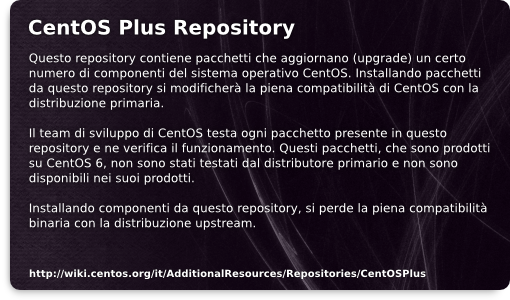 CentOS Plus Repository
Questo repository contiene pacchetti che aggiornano (upgrade) un certo
numero di componenti del sistema operativo CentOS. Installando pacchetti
da questo repository si modificherà la piena compatibilità di CentOS con la
distribuzione primaria.
Il team di sviluppo di CentOS testa ogni pacchetto presente in questo
repository e ne verifica il funzionamento. Questi pacchetti, che sono prodotti
su CentOS 6, non sono stati testati dal distributore primario e non sono
disponibili nei suoi prodotti.
Installando componenti da questo repository, si perde la piena compatibilità
binaria con la distribuzione upstream.
http://wiki.centos.org/it/AdditionalResources/Repositories/CentOSPlus